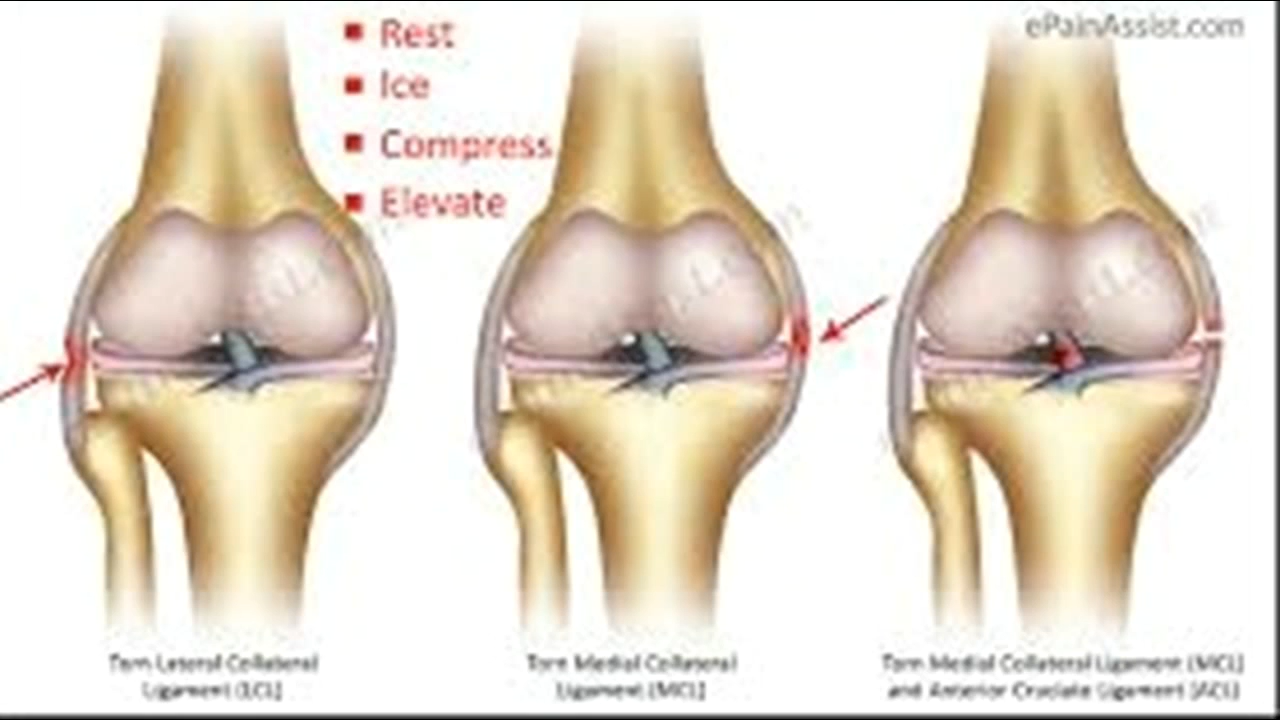 Rest
ePainAssist.com
Ice
Compress
Elevate
Torn Lateral Collateral
Ligament (LCL)
Torn Medial Collateral
Ligament (MCL)
Torn Medial Collateral Ligament (MCL)
and Anterior Cruciate Ligament (ACL)